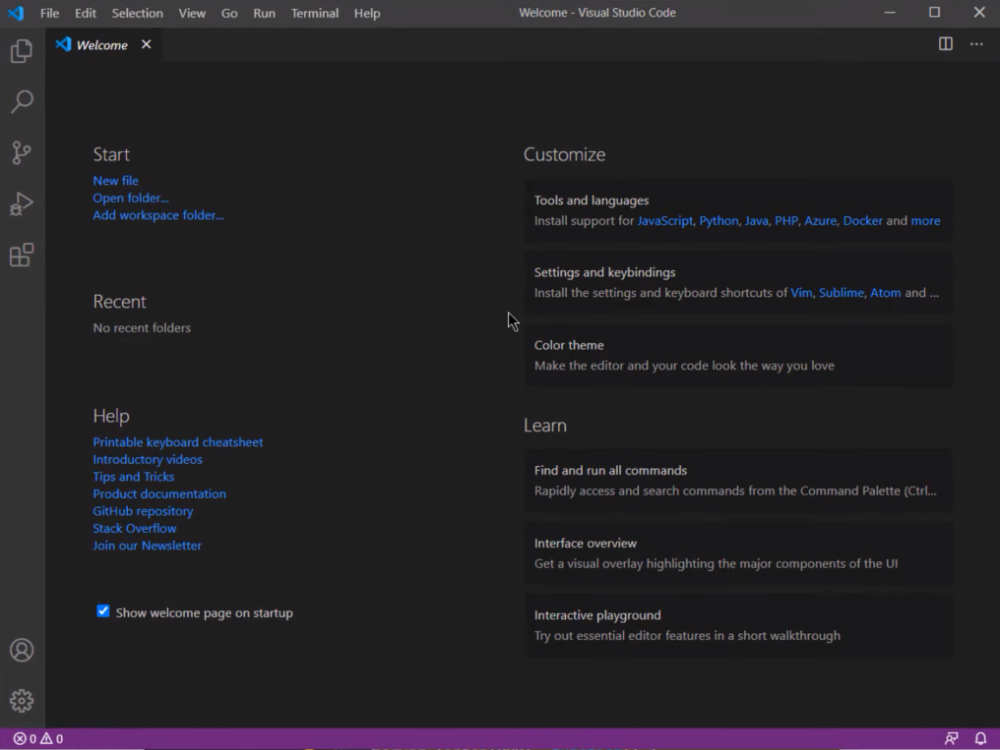 File Edit Selection View Go Run Terminal Help
Welcome - Visual Studio Code
Welcome
Start
New file
Open folder...
Add workspace folder...
Recent
No recent folders
Help
Printable keyboard cheatsheet
Introductory videos
Tips and Tricks
Product documentation
GitHub repository
Stack Overflow
Join our Newsletter
Show welcome page on startup
Customize
Tools and languages
Install support for JavaScript, Python, Java, PHP, Azure, Docker and more
Settings and keybindings
Install the settings and keyboard shortcuts of Vim, Sublime, Atom and ...
Color theme
Make the editor and your code look the way you love
Learn
Find and run all commands
Rapidly access and search commands from the Command Palette (Ctrl...
Interface overview
Get a visual overlay highlighting the major components of the UI
Interactive playground
Try out essential editor features in a short walkthrough
0 0